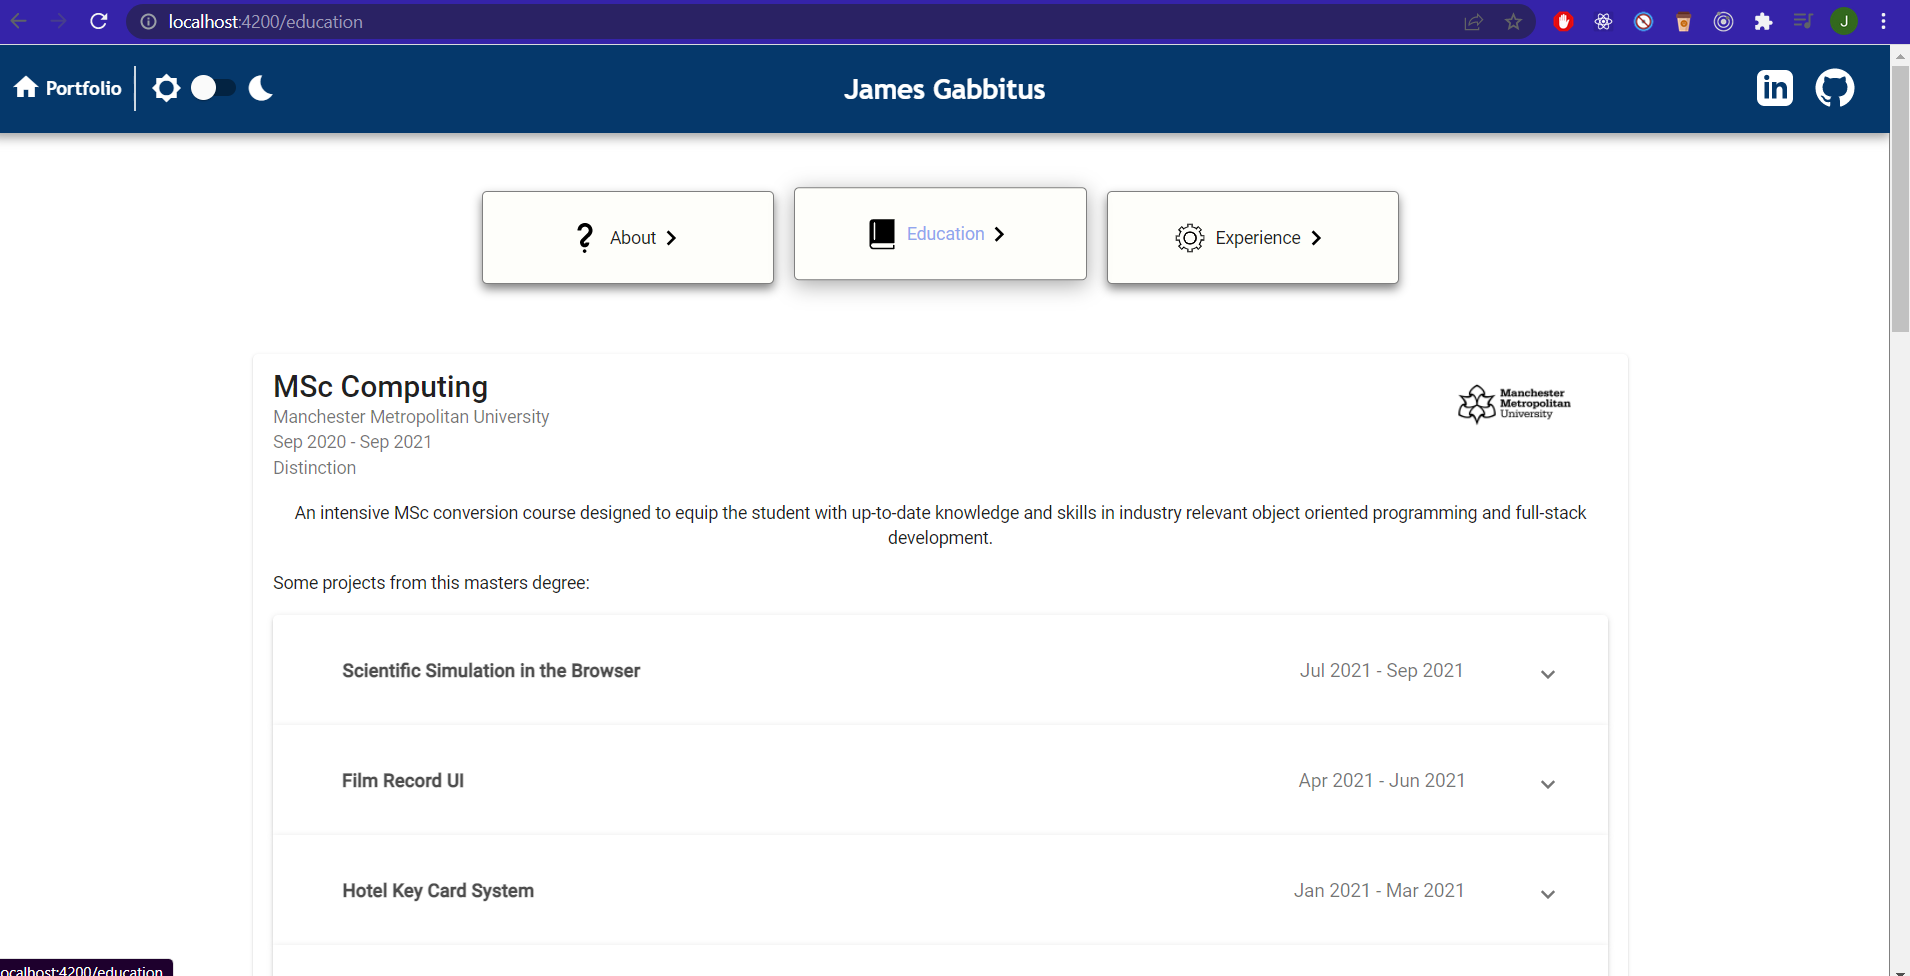 localhost:4200/education
J
Portfolio
James Gabbitus
in
About
Education
Experience
MSc Computing
Manchester Metropolitan University
Sep 2020 - Sep 2021
Distinction
Manchester
Metropolitan
University
An intensive MSc conversion course designed to equip the student with up-to-date knowledge and skills in industry relevant object oriented programming and full-stack
development.
Some projects from this masters degree:
Scientific Simulation in the Browser Jul 2021 - Sep 2021
Film Record UI Apr 2021 - Jun 2021
Hotel Key Card System Jan 2021 - Mar 2021
ocalhost:4200/education